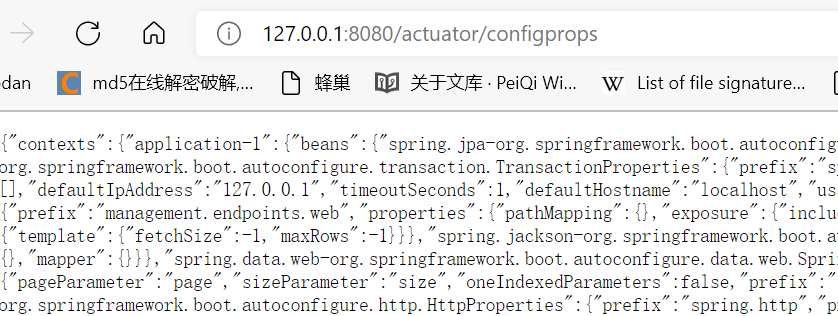 127.0.0.1:8080/actuator/configprops
dan md5在线解密破解,... 蜂巢 关于文库 · PeiQi Wi... W List of file signature...
{"contexts":{"application-1":{"beans":{"spring.jpa-org.springframework.boot.autoconfig
org.springframework.boot.autoconfigure.transaction.TransactionProperties":{"prefix":"sp
[],"defaultIpAddress":"127.0.0.1","timeoutSeconds":1,"defaultHostname":"localhost","us
{"prefix":"management.endpoints.web","properties":{"pathMapping":{},"exposure":{"inclu
{"template":{"fetchSize":-1,"maxRows":-1}}},"spring.jackson-org.springframework.boot.au
{},"mapper":{}}},"spring.data.web-org.springframework.boot.autoconfigure.data.web.Spri
{"pageParameter":"page","sizeParameter":"size","oneIndexedParameters":false,"prefix":"
org.springframework.boot.autoconfigure.http.HttpProperties":{"prefix":"spring.http","p